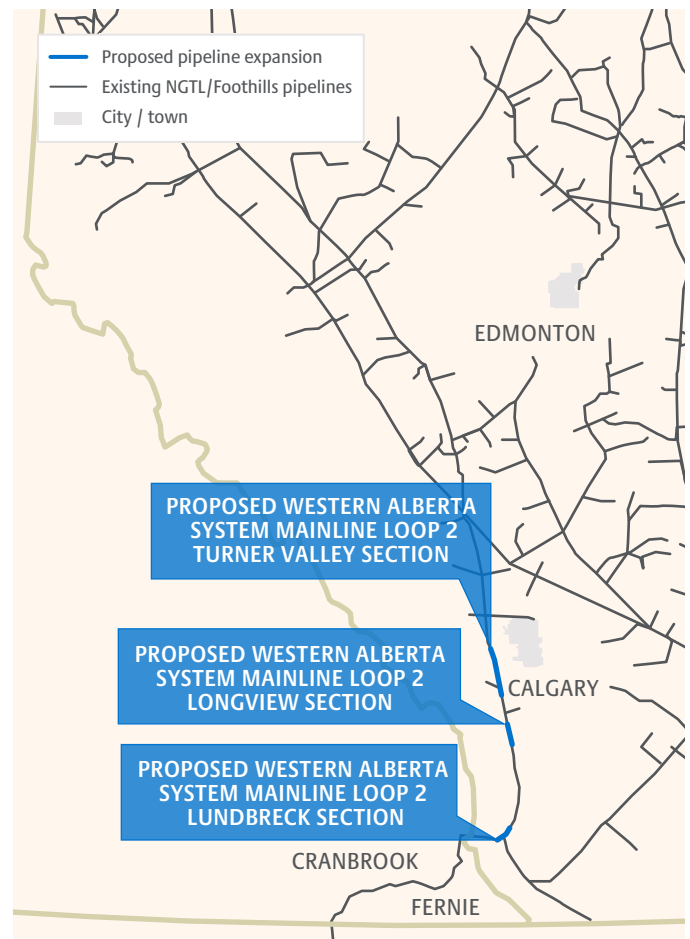 Proposed pipeline expansion
Existing NGTL/Foothills pipelines
City / town
EDMONTON
PROPOSED WESTERN ALBERTA
SYSTEM MAINLINE LOOP 2
TURNER VALLEY SECTION
PROPOSED WESTERN ALBERTA
SYSTEM MAINLINE LOOP 2
LONGVIEW SECTION
CALGARY
PROPOSED WESTERN ALBERTA
SYSTEM MAINLINE LOOP 2
LUNDBRECK SECTION
CRANBROOK
FERNIE